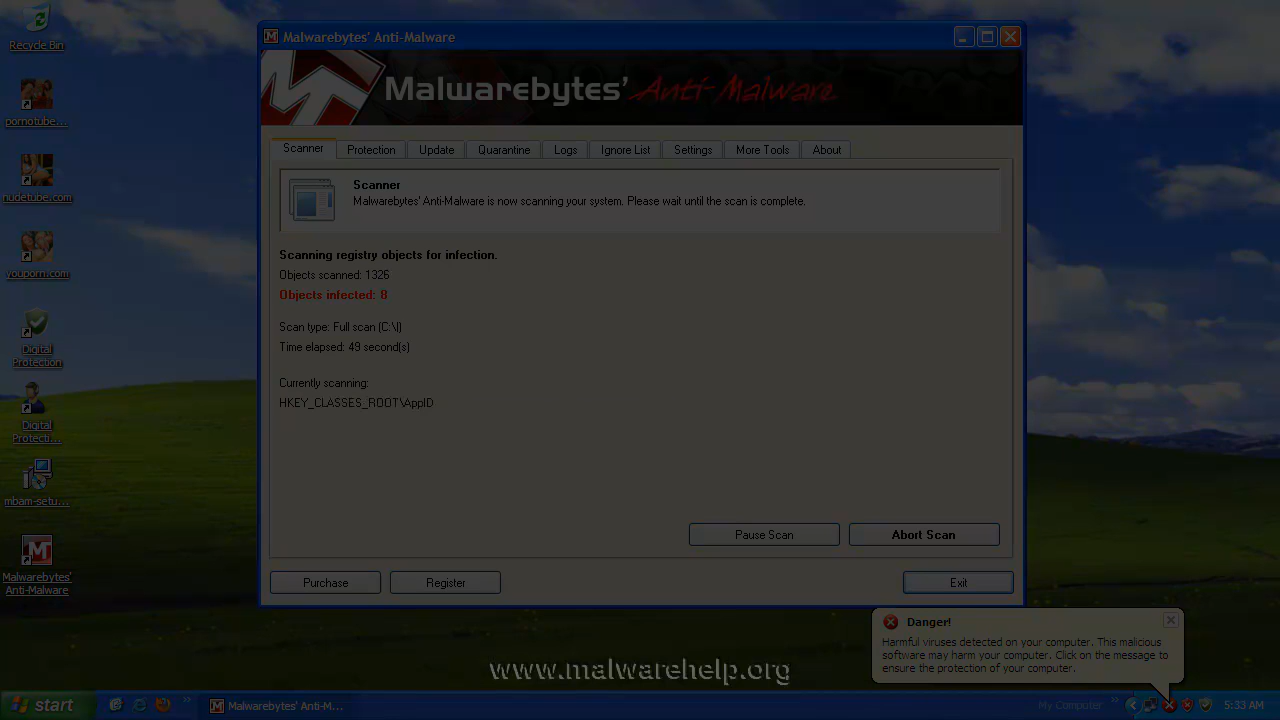 Recycle Bin
pornotube...
nudetube.com
youporn.com
Digital
Protection
Digital
Protecti...
mbam-setu...
Malwarebytes'
Anti-Malware
Malwarebytes' Anti-Malware
Malwarebytes' Anti-Malware
Scanner
Protection
Update
Quarantine
Logs
Ignore List
Settings
More Tools
About
Scanner
Malwarebytes' Anti-Malware is now scanning your system. Please wait until the scan is complete.
Scanning registry objects for infection.
Objects scanned: 1326
Objects infected: 8
Scan type: Full scan (C:\|)
Time elapsed: 49 second(s)
Currently scanning:
HKEY_CLASSES_ROOT\AppID
Pause Scan
Abort Scan
Purchase
Register
Exit
Danger!
Harmful viruses detected on your computer. This malicious
software may harm your computer. Click on the message to
ensure the protection of your computer.
www.malwarehelp.org
start
Malwarebytes' Anti-M...
My Computer
5:33 AM